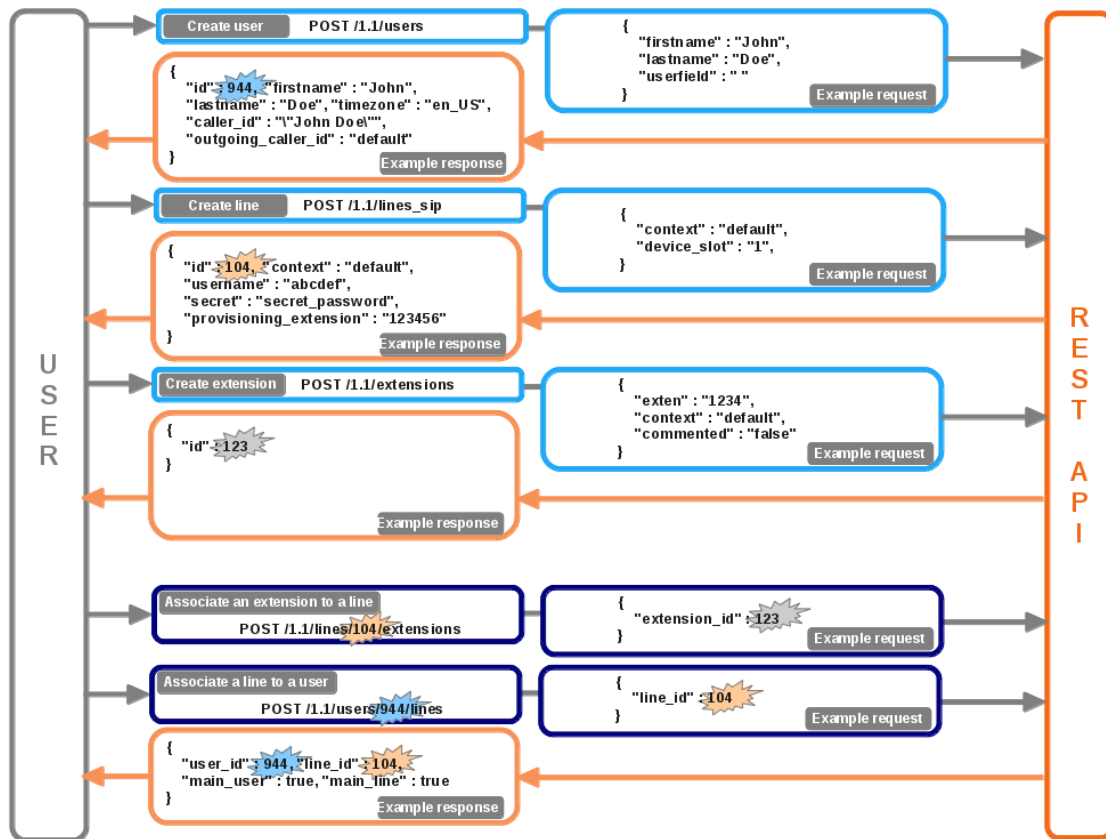 Create user POST /1.1/users
{
"firstname" : "John",
"lastname" : "Doe",
"userfield" : " "
}
Example request
{
"id" : 944, "firstname" : "John",
"lastname" : "Doe", "timezone" : "en_US",
"caller_id" : "\"John Doe\"",
"outgoing_caller_id" : "default"
}
Example response
Create line POST /1.1/lines_sip
{
"context" : "default",
"device_slot" : "1",
}
Example request
{
"id" : 104, "context" : "default",
"username" : "abcdef",
"secret" : "secret_password",
"provisioning_extension" : "123456"
}
Example response
Create extension POST /1.1/extensions
{
"exten" : "1234",
"context" : "default",
"commented" : "false"
}
Example request
{
"id" : 123
}
Example response
Associate an extension to a line
POST /1.1/lines/104/extensions
{
"extension_id" : 123
}
Example request
Associate a line to a user
POST /1.1/users/944/lines
{
"line_id" : 104
}
Example request
{
"user_id" : 944, "line_id" : 104,
"main_user" : true, "main_line" : true
}
Example response
USER
REST API